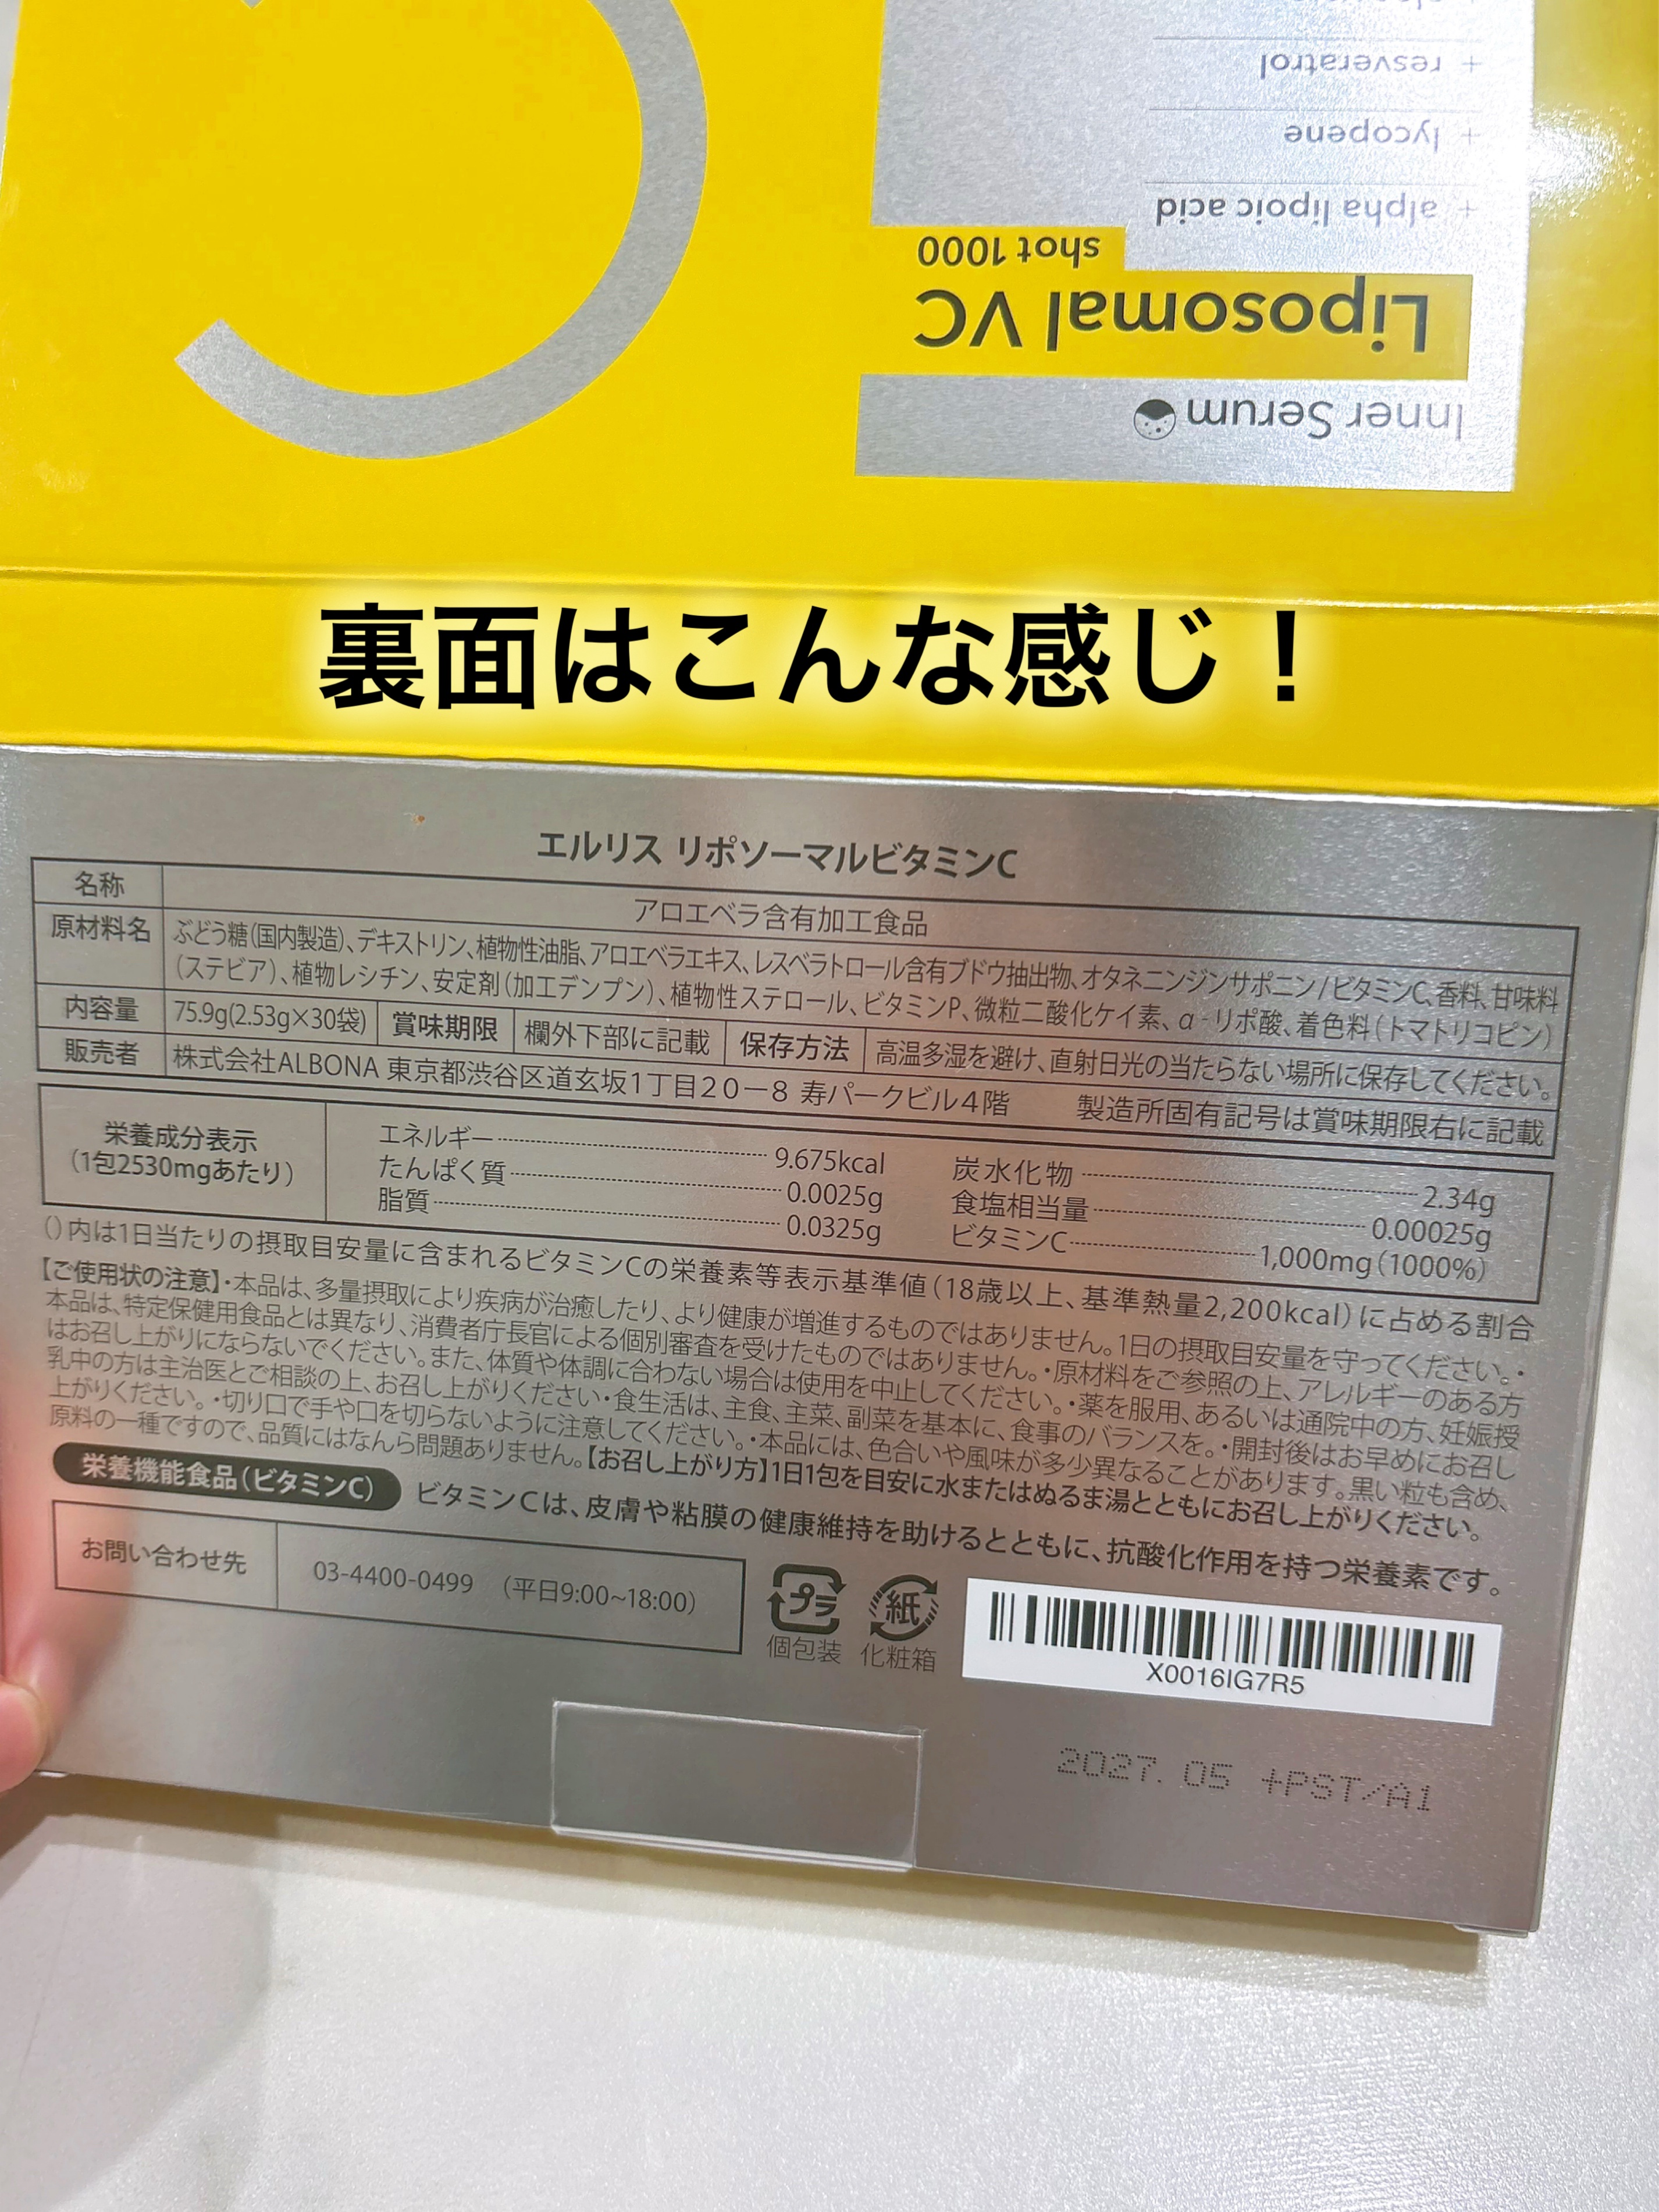 + resveratrol
+ lycopene
+ alpha lipoic acid
shot 1000
Liposomal VC
Inner Serum
裏面はこんな感じ！
エルリス リポソーマルビタミンC
名称 アロエベラ含有加工食品
原材料名 ぶどう糖(国内製造)、デキストリン、植物性油脂、アロエベラエキス、レスベラトロール含有ブドウ抽出物、オタネニンジンサポニン/ビタミンC、香料、甘味料
(ステビア)、植物レシチン、安定剤(加工デンプン)、植物性ステロール、ビタミンP、微粒二酸化ケイ素、α-リポ酸、着色料(トマトリコピン)
内容量 75.9g(2.53g×30袋) 賞味期限 欄外下部に記載 保存方法 高温多湿を避け、直射日光の当たらない場所に保存してください。
販売者 株式会社ALBONA 東京都渋谷区道玄坂1丁目20ー8 寿パークビル4階 製造所固有記号は賞味期限右に記載
栄養成分表示
(1包2530mgあたり)
エネルギー 9.675kcal
たんぱく質 0.0025g
脂質 0.0325g
炭水化物 2.34g
食塩相当量 0.00025g
ビタミンC 1,000mg(1000%)
()内は1日当たりの摂取目安量に含まれるビタミンCの栄養素等表示基準値(18歳以上、基準熱量2,200kcal)に占める割合
【ご使用状の注意】・本品は、多量摂取により疾病が治癒したり、より健康が増進するものではありません。1日の摂取目安量を守ってください。・
本品は、特定保健用食品とは異なり、消費者庁長官による個別審査を受けたものではありません。・原材料をご参照の上、アレルギーのある方
はお召し上がりにならないでください。また、体質や体調に合わない場合は使用を中止してください。・薬を服用、あるいは通院中の方、妊娠授
乳中の方は主治医とご相談の上、お召し上がりください・食生活は、主食、主菜、副菜を基本に、食事のバランスを。・開封後はお早めにお召し
上がりください。・切り口で手や口を切らないように注意してください。・本品には、色合いや風味が多少異なることがあります。黒い粒も含め、
原料の一種ですので、品質にはなんら問題ありません。【お召し上がり方】1日1包を目安に水またはぬるま湯とともにお召し上がりください。
栄養機能食品(ビタミンC) ビタミンCは、皮膚や粘膜の健康維持を助けるとともに、抗酸化作用を持つ栄養素です。
お問い合わせ先 03-4400-0499 (平日9:00~18:00)
プラ 紙
個包装 化粧箱
X0016IG7R5
2027. 05 +PST/A1